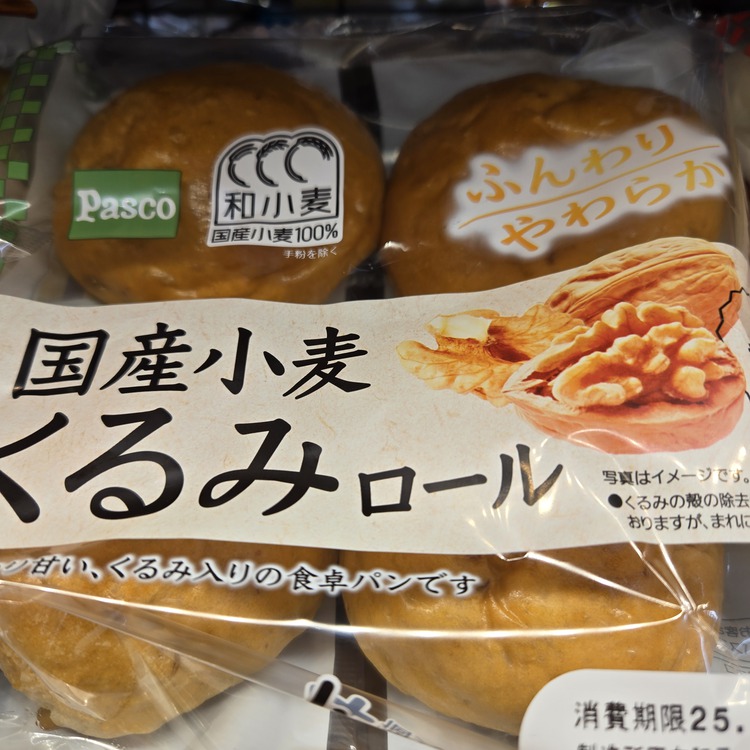 Pasco
和小麦
国産小麦100%
手粉を除く
ふんわり
やわらか
国産小麦
くるみロール
写真はイメージです。
●くるみの殻の除去
おりますが、まれに
甘い、くるみ入りの食卓パンです
消費期限25.